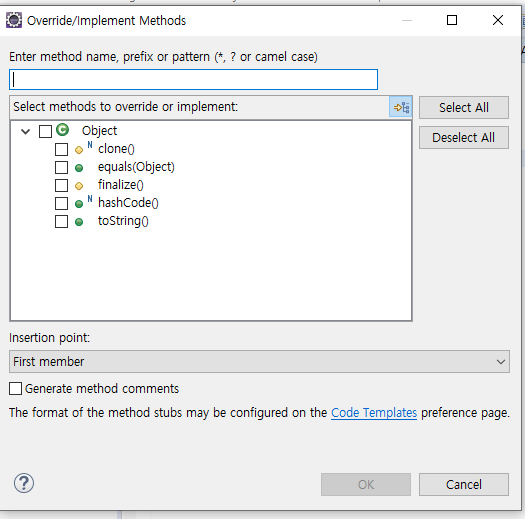 Override/Implement Methods
Enter method name, prefix or pattern (*, ? or camel case)
Select methods to override or implement:
Select All
Deselect All
C Object
N clone()
equals(Object)
finalize()
N hashCode()
toString()
Insertion point:
First member
Generate method comments
The format of the method stubs may be configured on the Code Templates preference page.
?
OK
Cancel